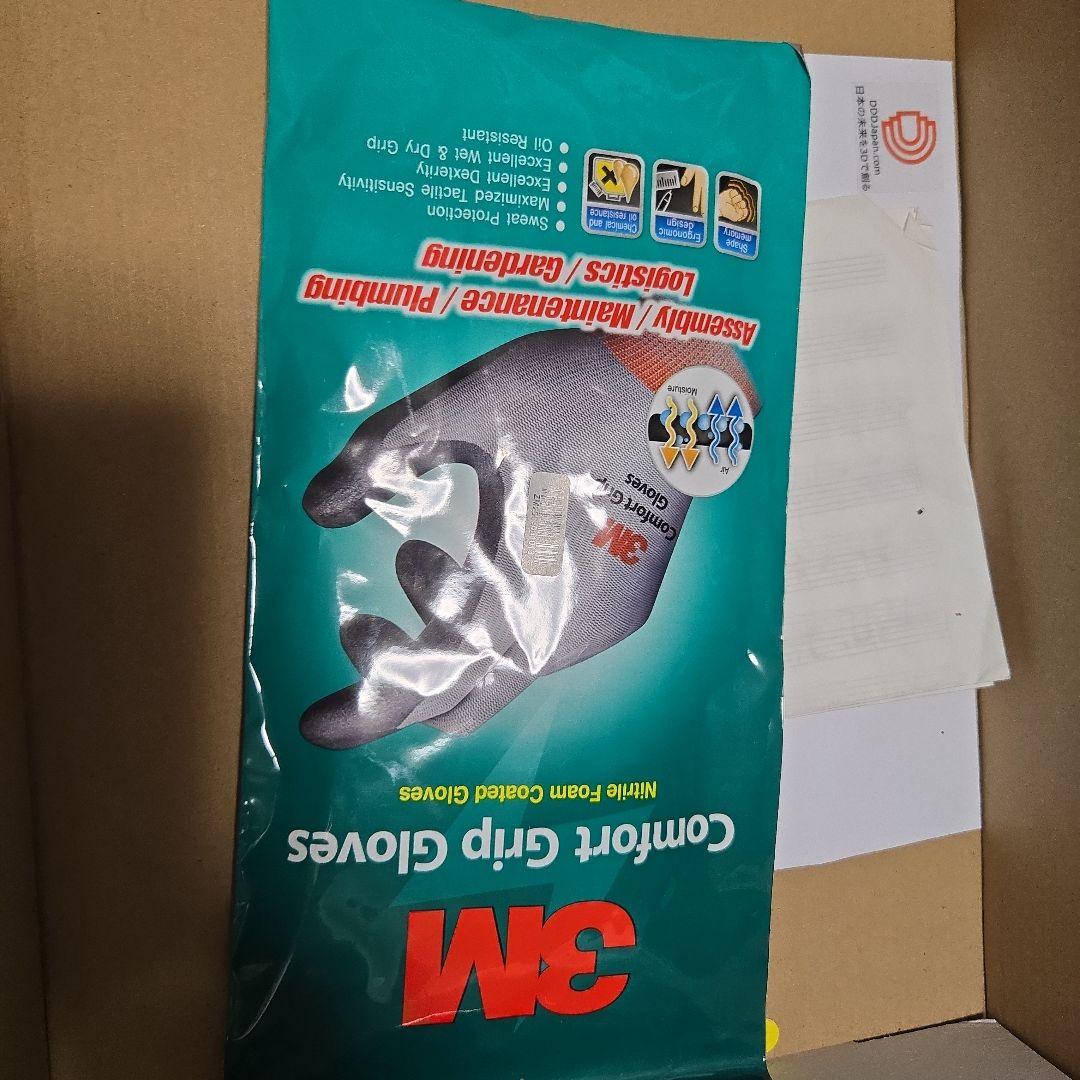 3M
Comfort Grip Gloves
Nitrile Foam Coated Gloves
3M
Comfort Grip
Gloves
Air
Moisture
Assembly / Maintenance / Plumbing
Logistics / Gardening
• Sweat Protection
• Maximized Tactile Sensitivity
• Excellent Dexterity
• Excellent Wet & Dry Grip
• Oil Resistant
Shape
memory
Ergonomic
design
Chemical and
oil resistance
DDDJapan.com
日本の未来を3Dで創る